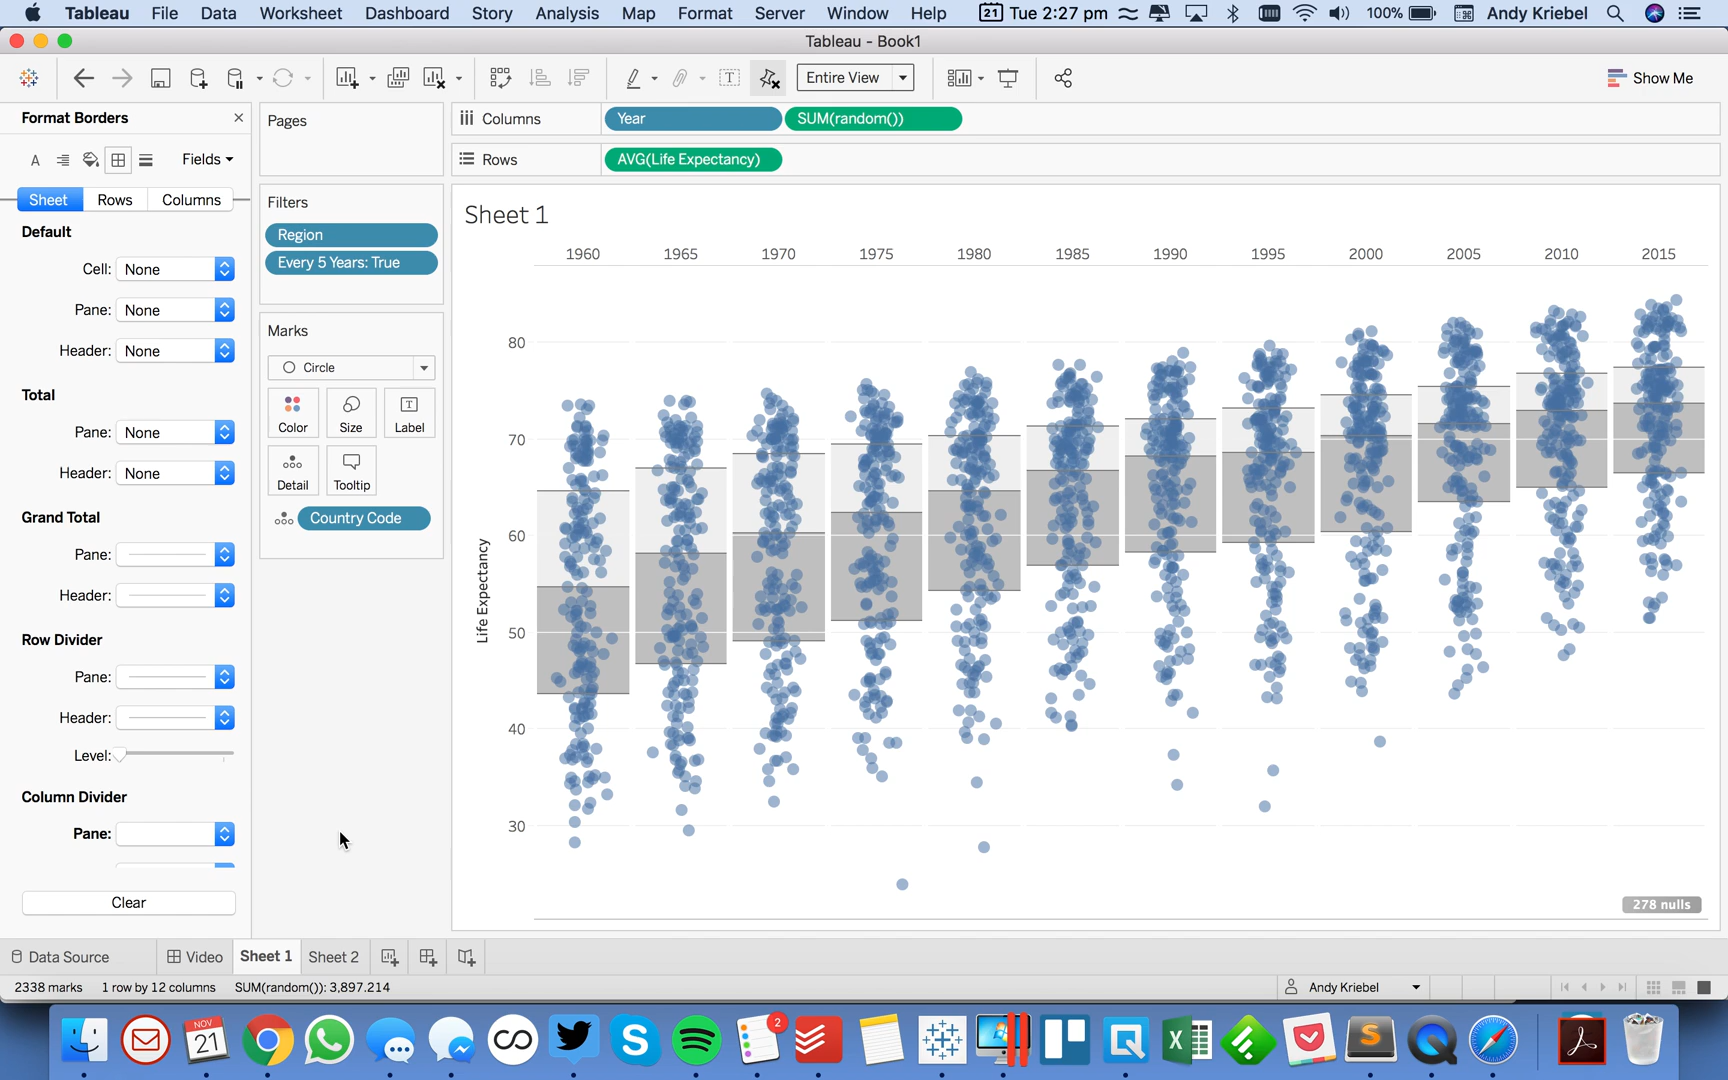 Tableau File Data Worksheet Dashboard Story Analysis Map Format Server Window Help 21 Tue 2:27 pm 100% Andy Kriebel
Tableau - Book1
Entire View
Show Me
Format Borders
Fields
Sheet Rows Columns
Default
Cell: None
Pane: None
Header: None
Total
Pane: None
Header: None
Grand Total
Pane:
Header:
Row Divider
Pane:
Header:
Level:
Column Divider
Pane:
Clear
Pages
Filters
Region
Every 5 Years: True
Marks
Circle
Color Size Label
Detail Tooltip
Country Code
Columns Year SUM(random())
Rows AVG(Life Expectancy)
Sheet 1
1960 1965 1970 1975 1980 1985 1990 1995 2000 2005 2010 2015
80
70
60
50
40
30
Life Expectancy
278 nulls
Data Source Video Sheet 1 Sheet 2
2338 marks 1 row by 12 columns SUM(random()): 3,897.214 Andy Kriebel
NOV
21
2